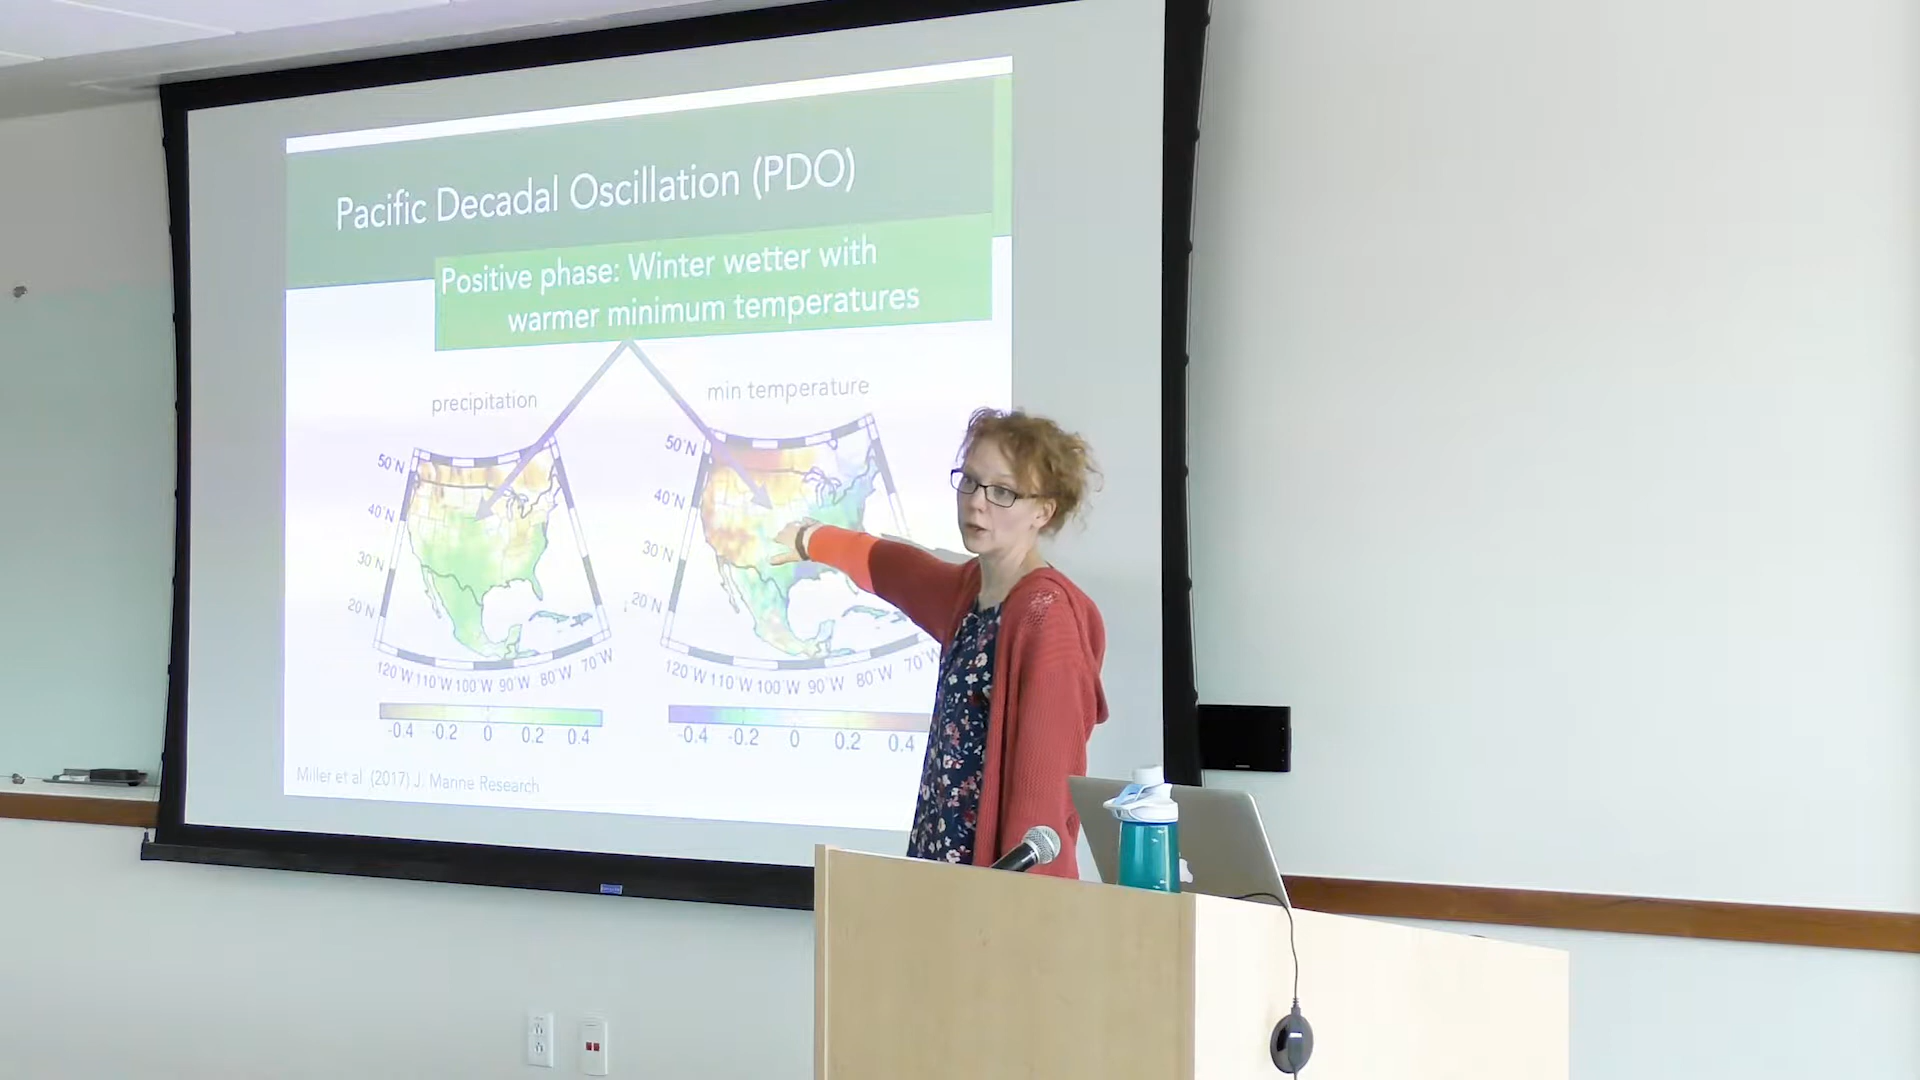 Pacific Decadal Oscillation (PDO)
Positive phase: Winter wetter with
warmer minimum temperatures
precipitation
min temperature
50°N
40°N
30°N
20°N
120°W 110°W 100°W 90°W 80°W 70°W
-0.4 -0.2 0 0.2 0.4
50°N
40°N
30°N
20°N
120°W 110°W 100°W 90°W 80°W 70°W
-0.4 -0.2 0 0.2 0.4
Miller et al. (2017) J. Marine Research